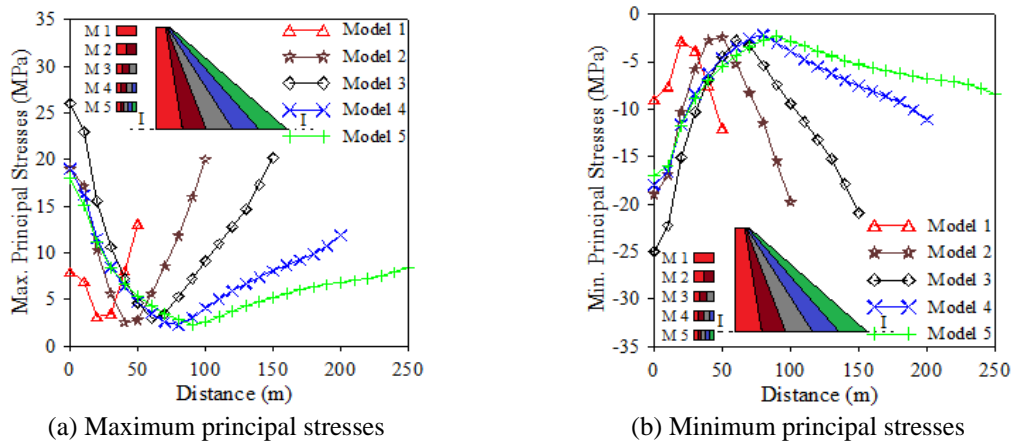 Max. Principal Stresses (MPa)
35
30
25
20
15
10
5
0
M 1
M 2
M 3
M 4
M 5
I
I
Model 1
Model 2
Model 3
Model 4
Model 5
0
50
100
150
200
250
Distance (m)
(a) Maximum principal stresses
Min. Principal Stresses (MPa)
0
-5
-10
-15
-20
-25
-30
-35
M 1
M 2
M 3
M 4
M 5
I
I
Model 1
Model 2
Model 3
Model 4
Model 5
0
50
100
150
200
250
Distance (m)
(b) Minimum principal stresses